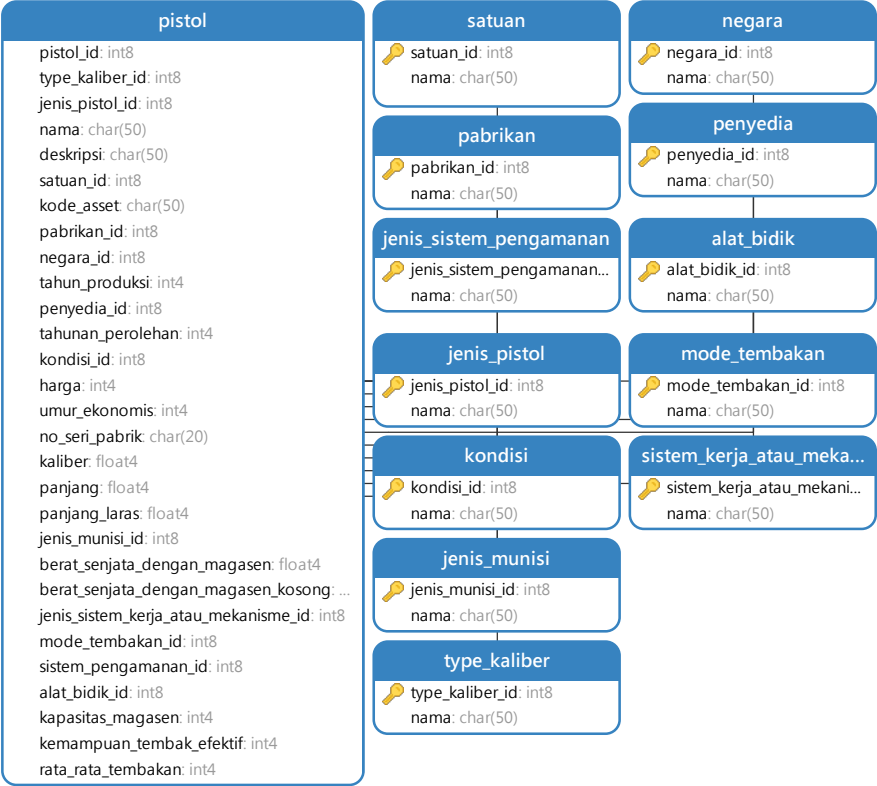 pistol
pistol_id: int8
type_kaliber_id: int8
jenis_pistol_id: int8
nama: char(50)
deskripsi: char(50)
satuan_id: int8
kode_asset: char(50)
pabrikan_id: int8
negara_id: int8
tahun_produksi: int4
penyedia_id: int8
tahunan_perolehan: int4
kondisi_id: int8
harga: int4
umur_ekonomis: int4
no_seri_pabrik: char(20)
kaliber: float4
panjang: float4
panjang_laras: float4
jenis_munisi_id: int8
berat_senjata_dengan_magasen: float4
berat_senjata_dengan_magasen_kosong: ...
jenis_sistem_kerja_atau_mekanisme_id: int8
mode_tembakan_id: int8
sistem_pengamanan_id: int8
alat_bidik_id: int8
kapasitas_magasen: int4
kemampuan_tembak_efektif: int4
rata_rata_tembakan: int4
satuan
satuan_id: int8
nama: char(50)
pabrikan
pabrikan_id: int8
nama: char(50)
jenis_sistem_pengamanan
jenis_sistem_pengamanan...
nama: char(50)
jenis_pistol
jenis_pistol_id: int8
nama: char(50)
kondisi
kondisi_id: int8
nama: char(50)
jenis_munisi
jenis_munisi_id: int8
nama: char(50)
type_kaliber
type_kaliber_id: int8
nama: char(50)
negara
negara_id: int8
nama: char(50)
penyedia
penyedia_id: int8
nama: char(50)
alat_bidik
alat_bidik_id: int8
nama: char(50)
mode_tembakan
mode_tembakan_id: int8
nama: char(50)
sistem_kerja_atau_meka...
sistem_kerja_atau_mekani...
nama: char(50)